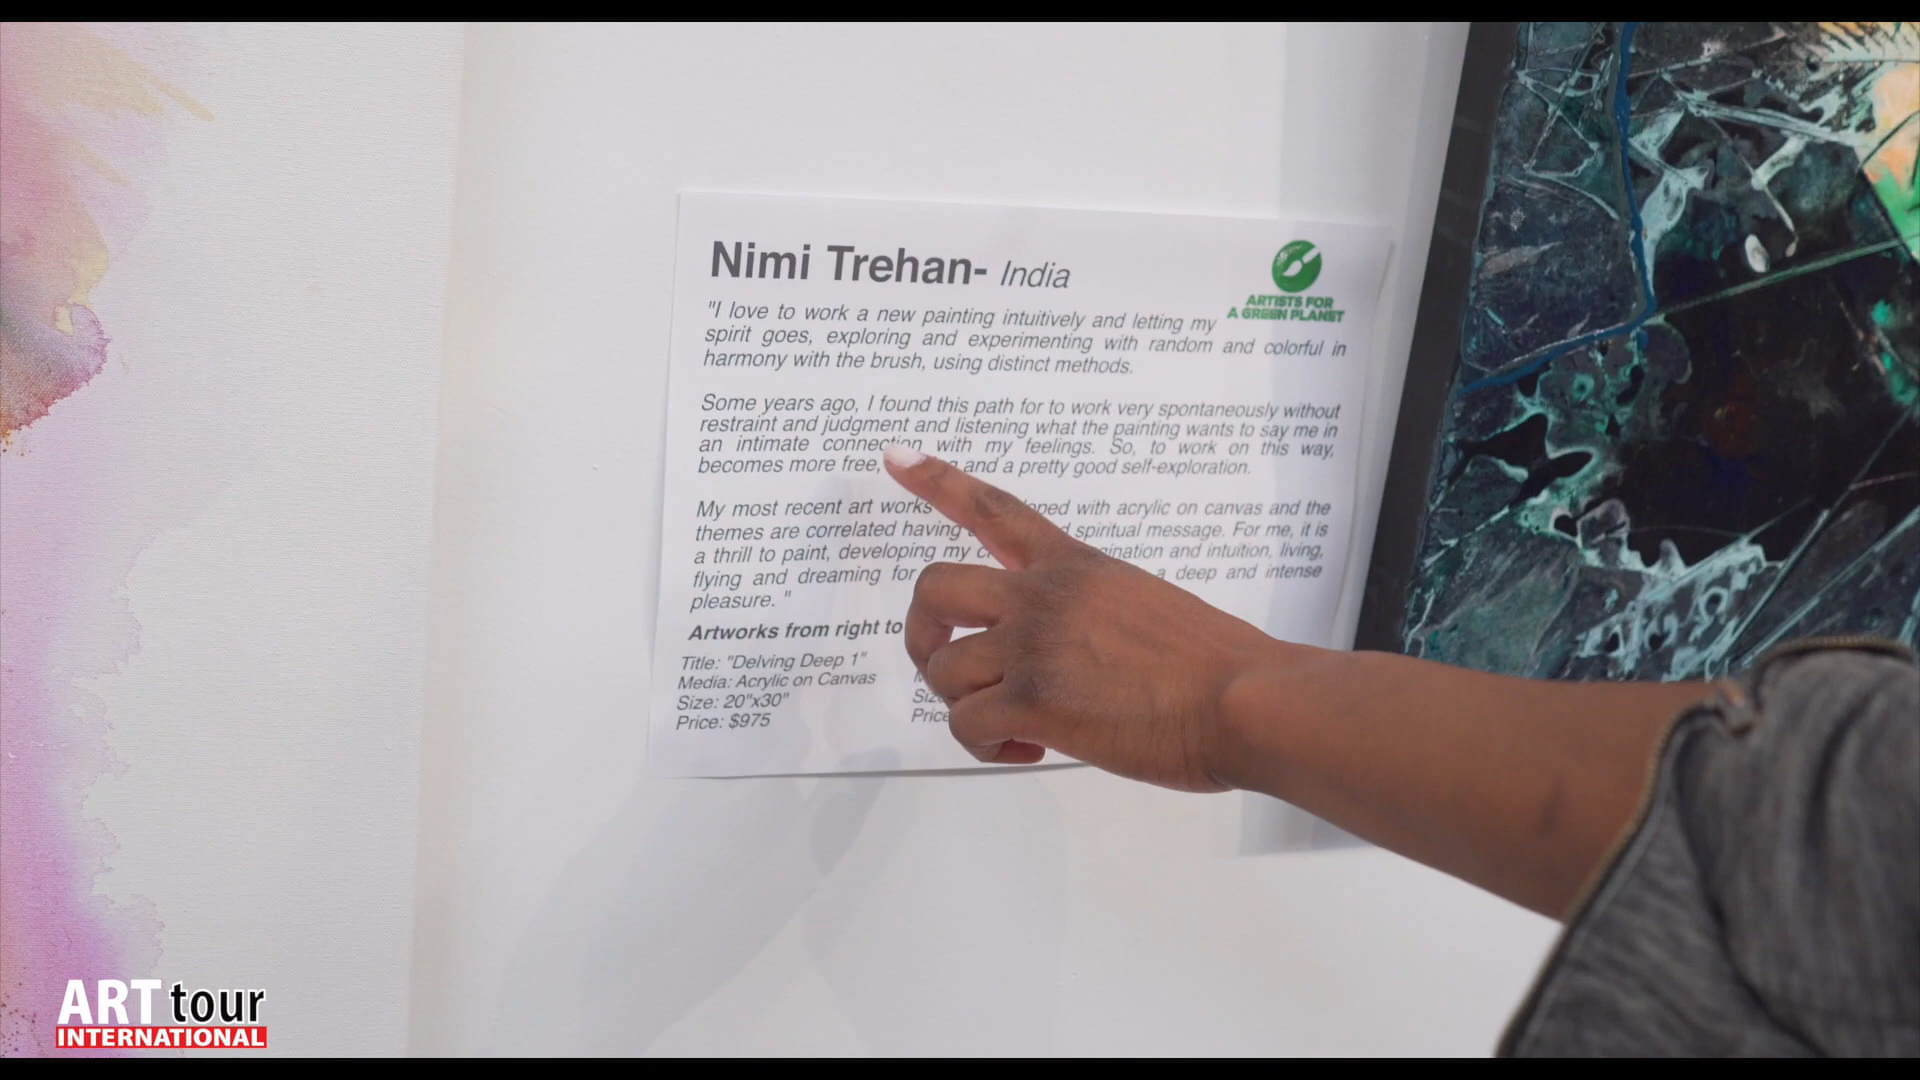 Nimi Trehan- India
ARTISTS FOR
A GREEN PLANET
"I love to work a new painting intuitively and letting my
spirit goes, exploring and experimenting with random and colorful in
harmony with the brush, using distinct methods.
Some years ago, I found this path for to work very spontaneously without
restraint and judgment and listening what the painting wants to say me in
an intimate connection with my feelings. So, to work on this way,
becomes more free, and a pretty good self-exploration.
My most recent art works with acrylic on canvas and the
themes are correlated having spiritual message. For me, it is
a thrill to paint, developing my and intuition, living,
flying and dreaming for a deep and intense
pleasure. "
Artworks from right to
Title: "Delving Deep 1"
Media: Acrylic on Canvas
Size: 20"x30"
Price: $975
Price
ART tour
INTERNATIONAL